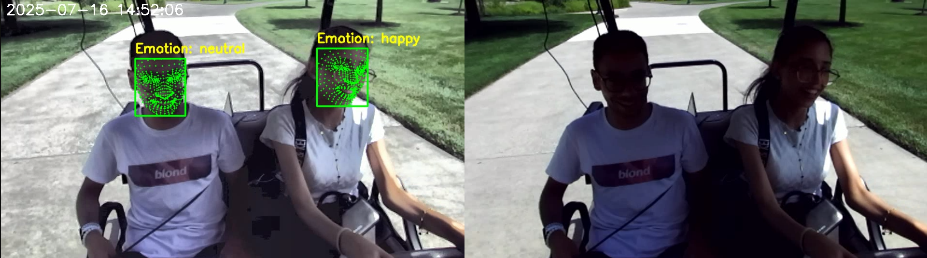 2025-07-16 14:52:06
Emotion: neutral
Emotion: happy
blond
blond